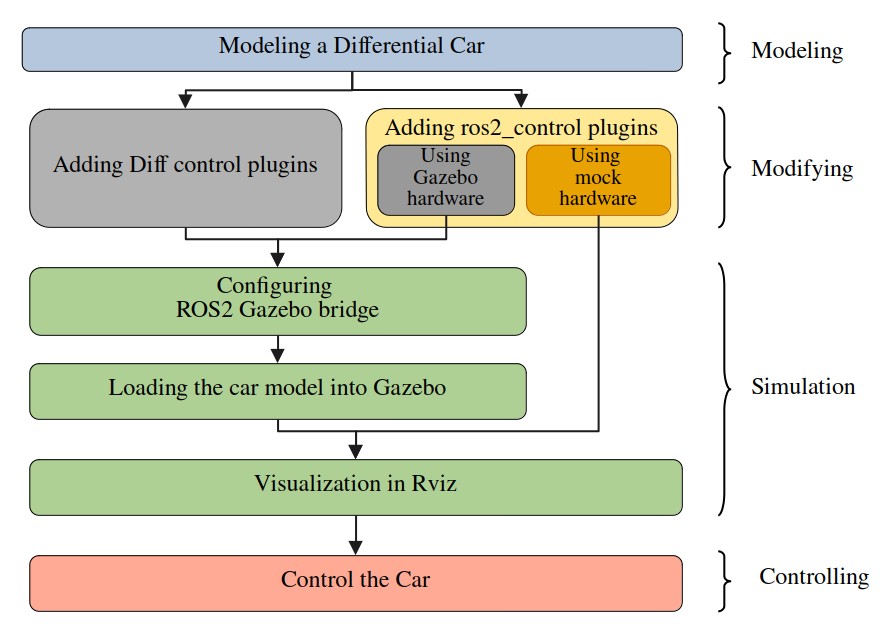 Modeling a Differential Car
Modeling
Adding Diff control plugins
Adding ros2_control plugins
Using
Gazebo
hardware
Using
mock
hardware
Modifying
Configuring
ROS2 Gazebo bridge
Loading the car model into Gazebo
Simulation
Visualization in Rviz
Control the Car
Controlling